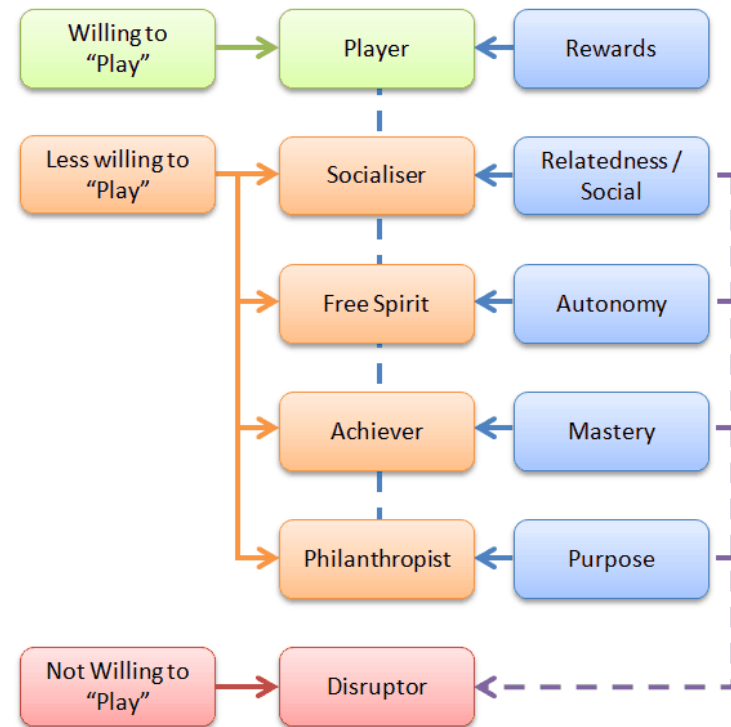 Willing to
“Play”
Player
Rewards
Less willing to
“Play”
Socialiser
Relatedness /
Social
Free Spirit
Autonomy
Achiever
Mastery
Philanthropist
Purpose
Not Willing to
“Play”
Disruptor